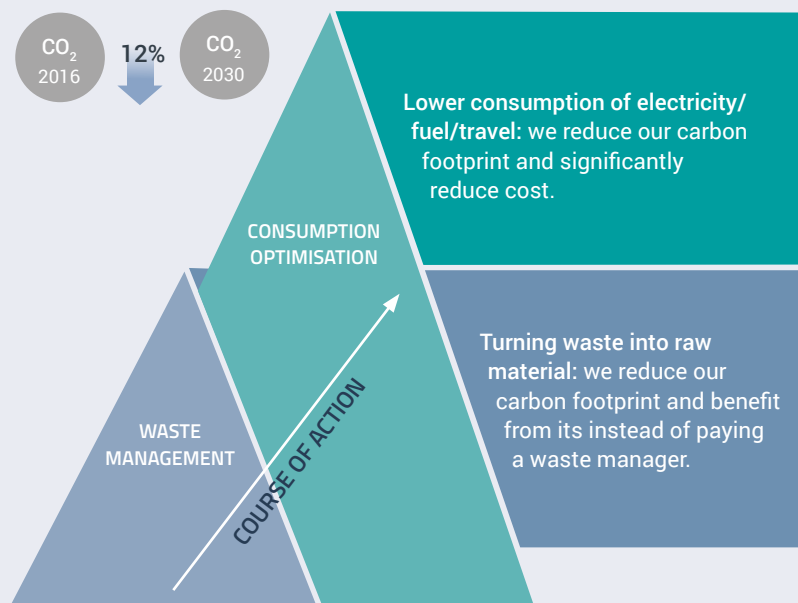 CO₂
2016
12%
CO₂
2030
Lower consumption of electricity/
fuel/travel: we reduce our carbon
footprint and significantly
reduce cost.
CONSUMPTION
OPTIMISATION
Turning waste into raw
material: we reduce our
carbon footprint and benefit
from its instead of paying
a waste manager.
WASTE
MANAGEMENT
COURSE OF ACTION